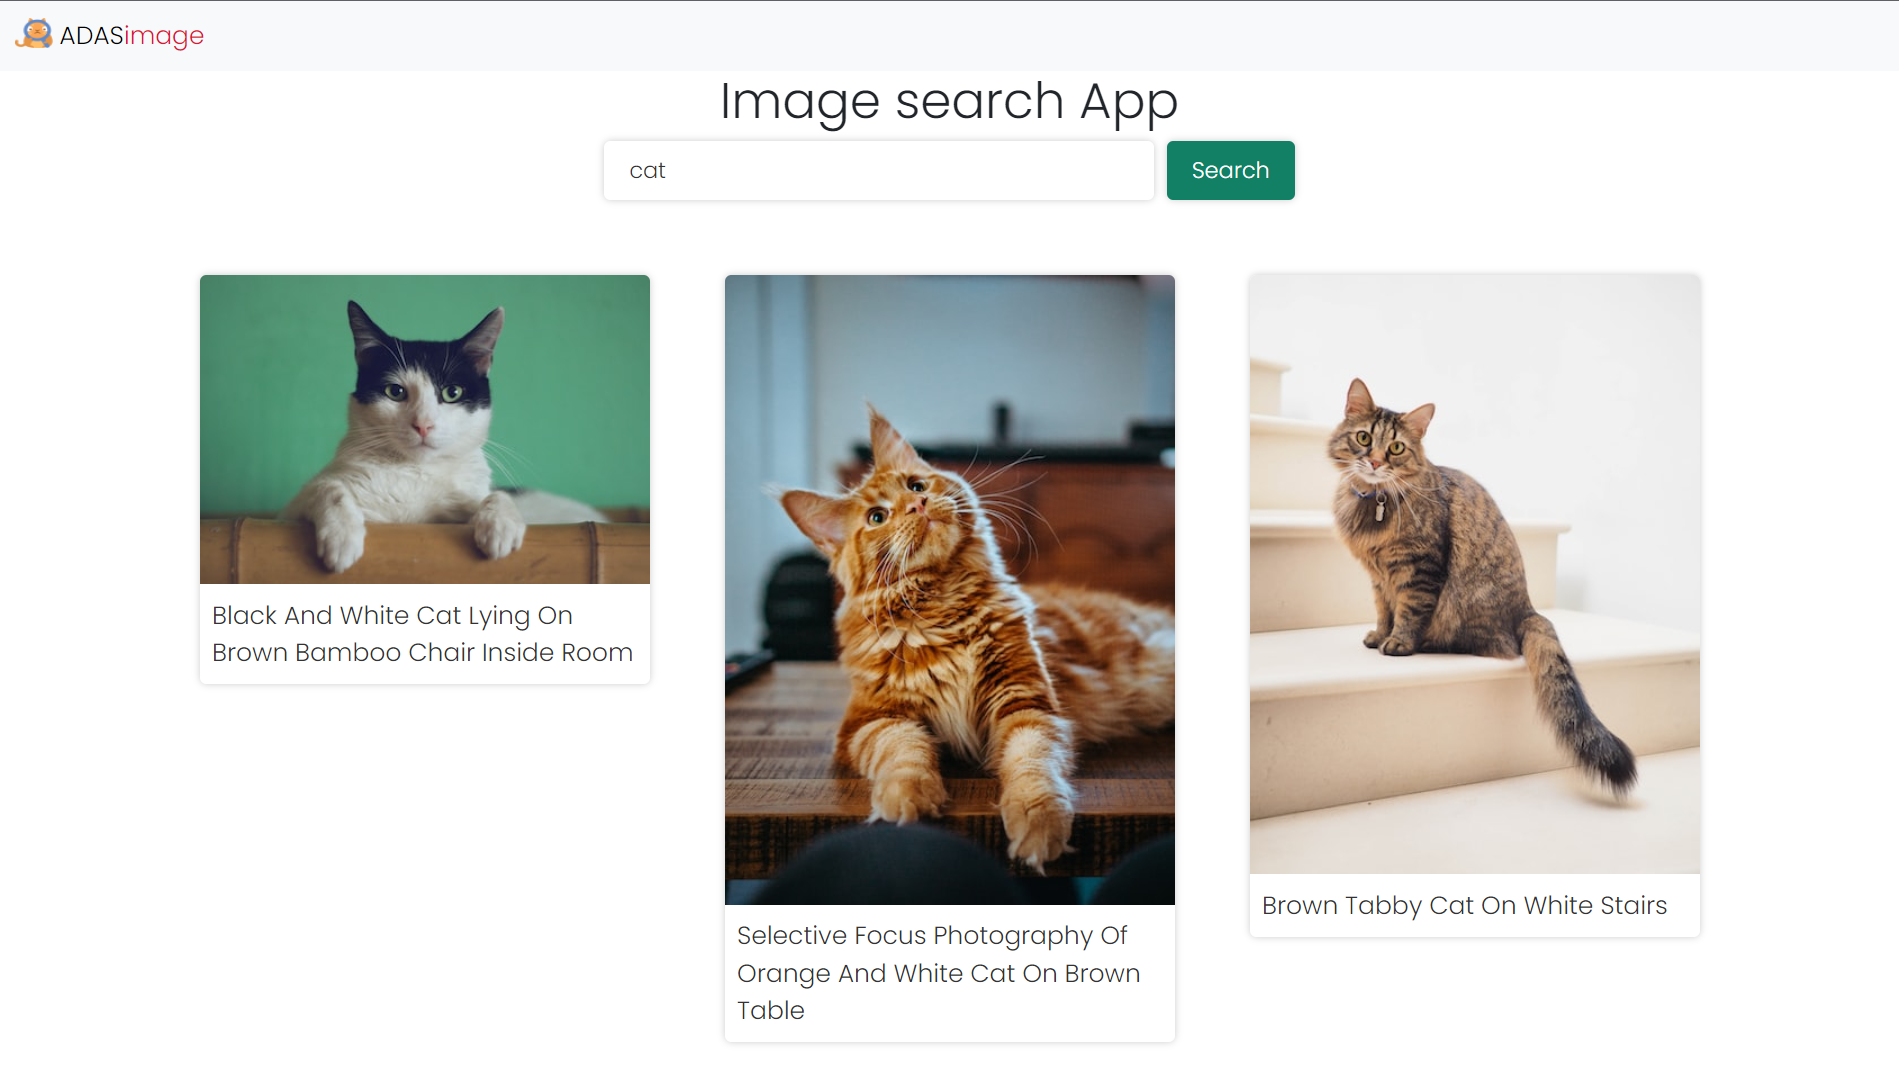 ADASimage
Image search App
cat
Search
Black And White Cat Lying On
Brown Bamboo Chair Inside Room
Selective Focus Photography Of
Orange And White Cat On Brown
Table
Brown Tabby Cat On White Stairs